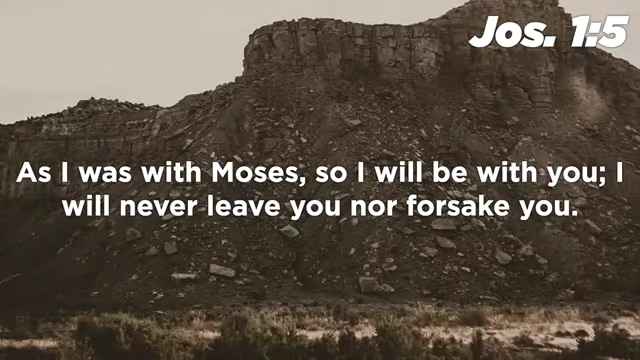 Jos. 1:5
As I was with Moses, so I will be with you; I
will never leave you nor forsake you.